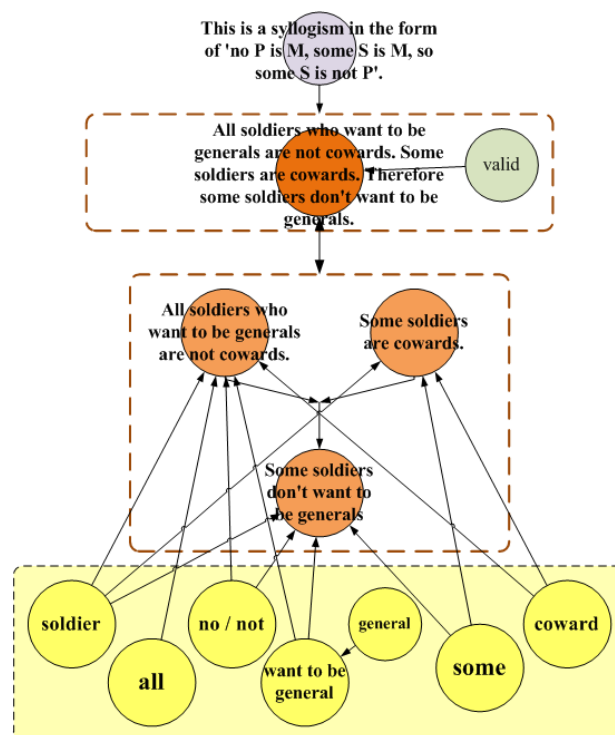 This is a syllogism in the form
of 'no P is M, some S is M, so
some S is not P'.
All soldiers who want to be
generals are not cowards. Some
soldiers are cowards. Therefore
some soldiers don't want to be
generals.
valid
All soldiers who
want to be generals
are not cowards.
Some soldiers
are cowards.
Some soldiers
don't want to
be generals
soldier
no / not
general
coward
all
want to be
general
some